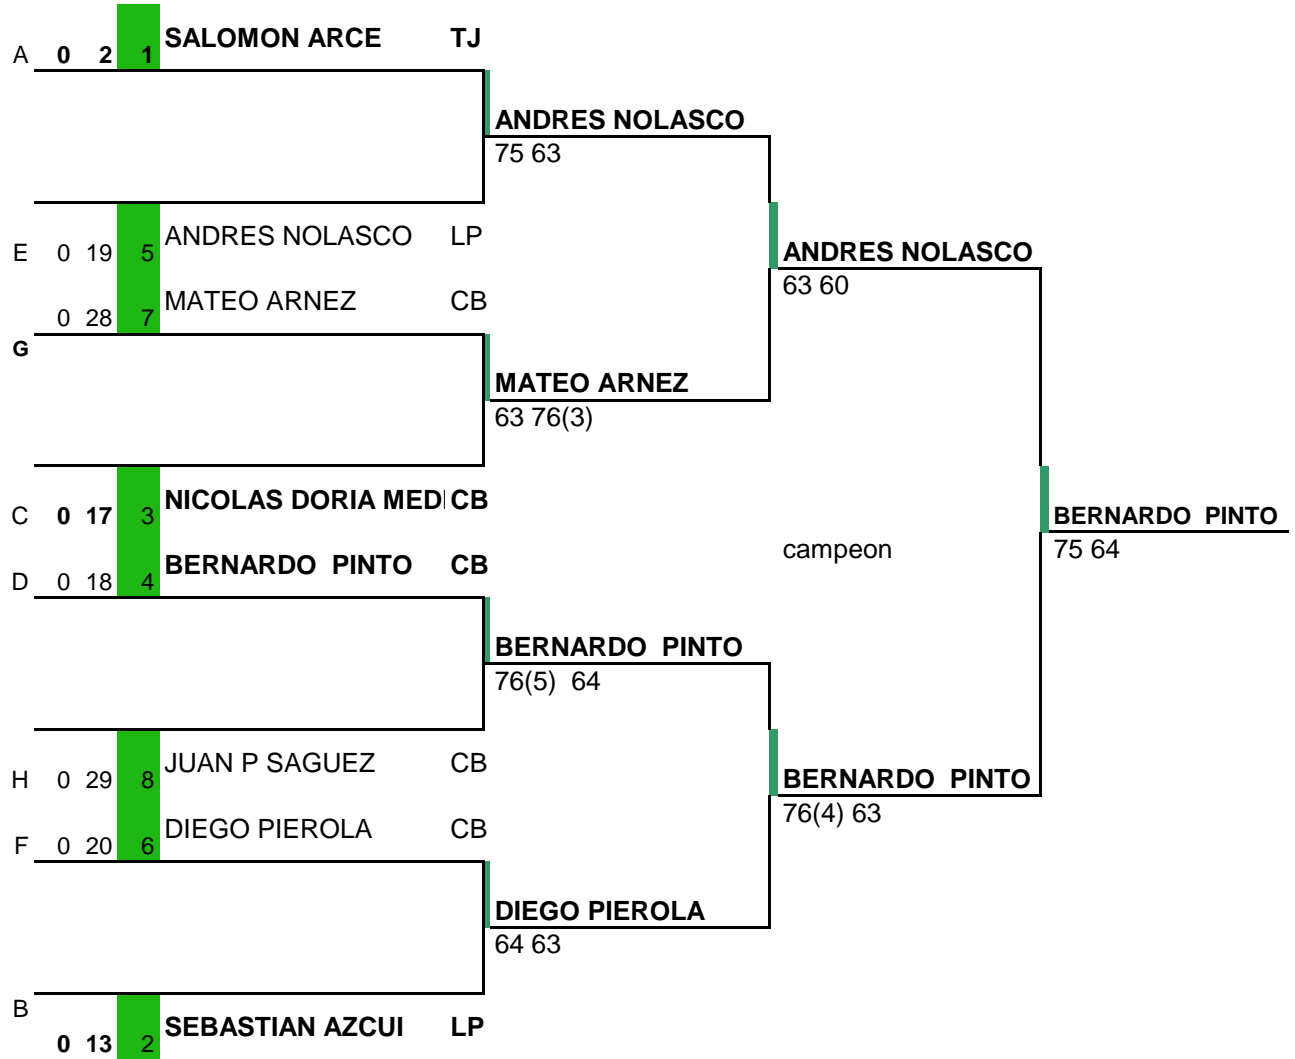 A 0 2 1 SALOMON ARCE TJ
ANDRES NOLASCO
75 63
E 0 19 5 ANDRES NOLASCO LP
ANDRES NOLASCO
63 60
0 28 7 MATEO ARNEZ CB
G
MATEO ARNEZ
63 76(3)
C 0 17 3 NICOLAS DORIA MEDI CB
BERNARDO PINTO
75 64
campeon
D 0 18 4 BERNARDO PINTO CB
BERNARDO PINTO
76(5) 64
H 0 29 8 JUAN P SAGUEZ CB
BERNARDO PINTO
76(4) 63
F 0 20 6 DIEGO PIEROLA CB
DIEGO PIEROLA
64 63
B
0 13 2 SEBASTIAN AZCUI LP